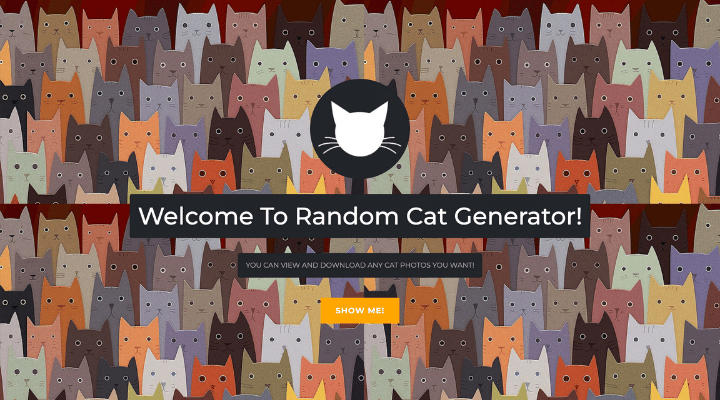 Welcome To Random Cat Generator!
YOU CAN VIEW AND DOWNLOAD ANY CAT PHOTOS YOU WANT!
SHOW ME!